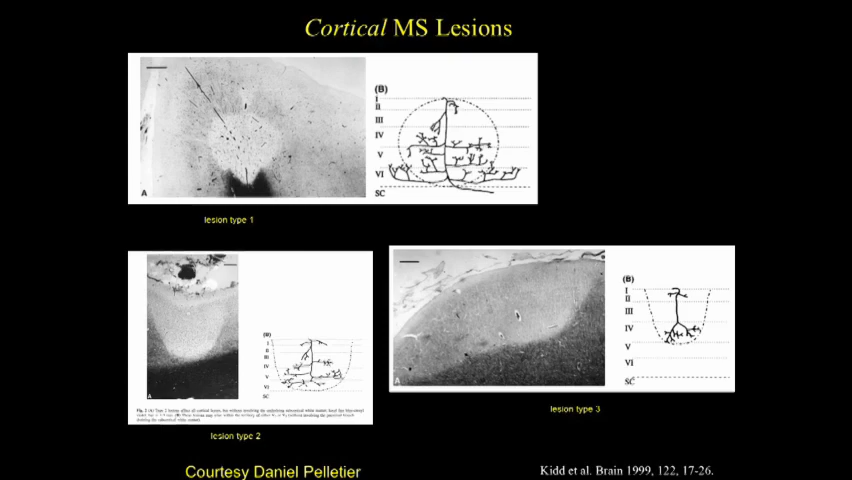 Cortical MS Lesions
(B)
I
II
III
IV
V
VI
SC
A
lesion type 1
(B)
I
II
III
IV
V
VI
SC
A
lesion type 2
(B)
I
II
III
IV
V
VI
SC
A
lesion type 3
Courtesy Daniel Pelletier
Kidd et al. Brain 1999, 122, 17-26.